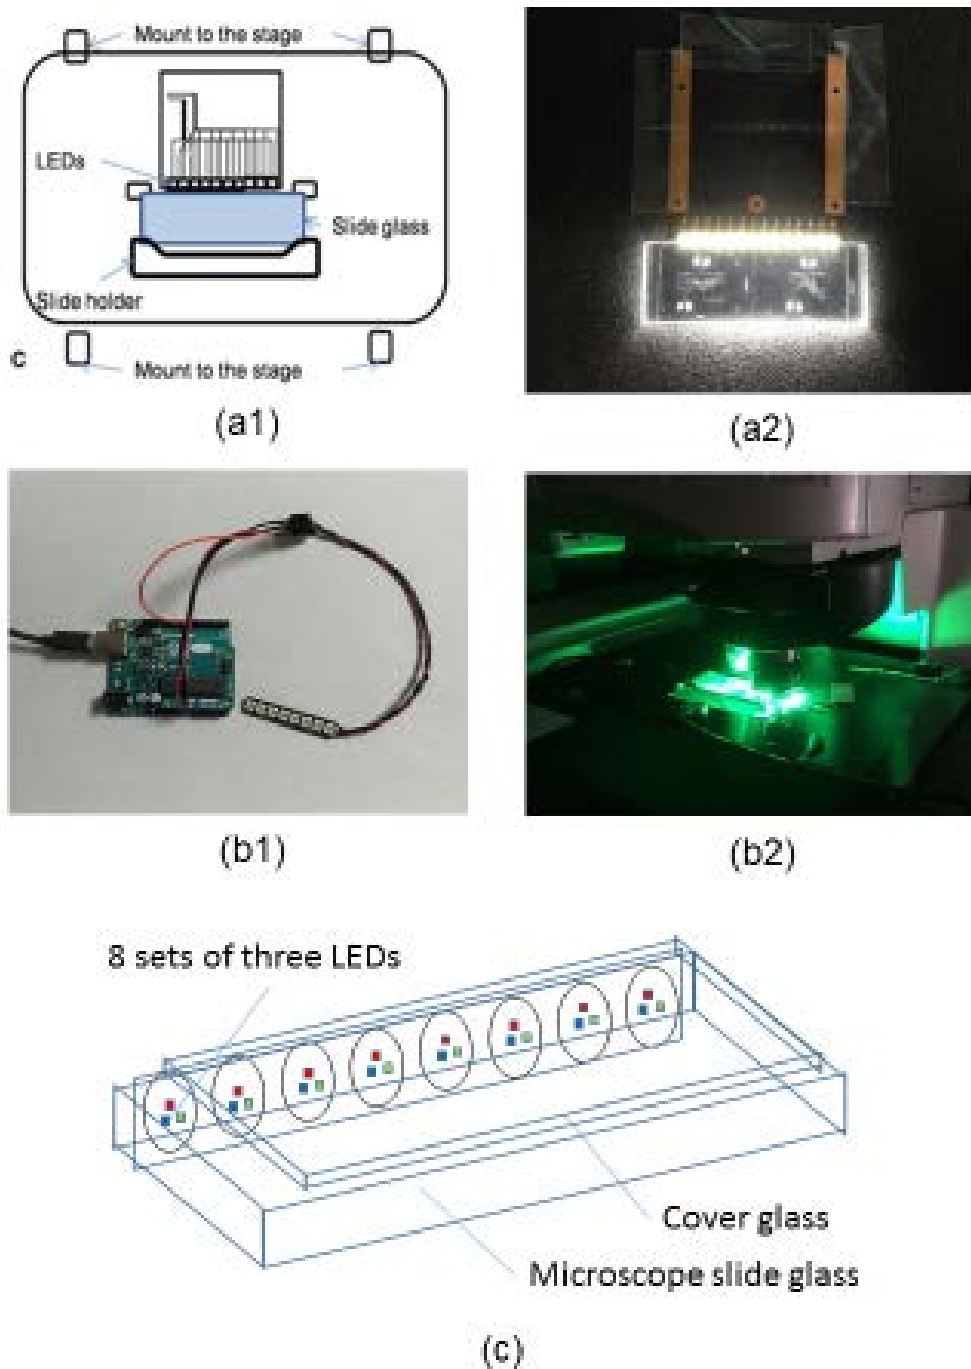 Mount to the stage
LEDs
Slide glass
Slide holder
c
Mount to the stage
(a1)
(a2)
(b1)
(b2)
8 sets of three LEDs
Cover glass
Microscope slide glass
(c)